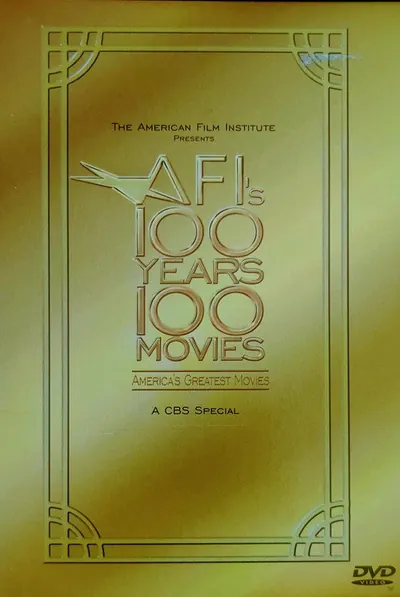 The American Film Institute
Presents
AFI's
100
YEARS
100
MOVIES
America's Greatest Movies
A CBS Special
DVD
VIDEO